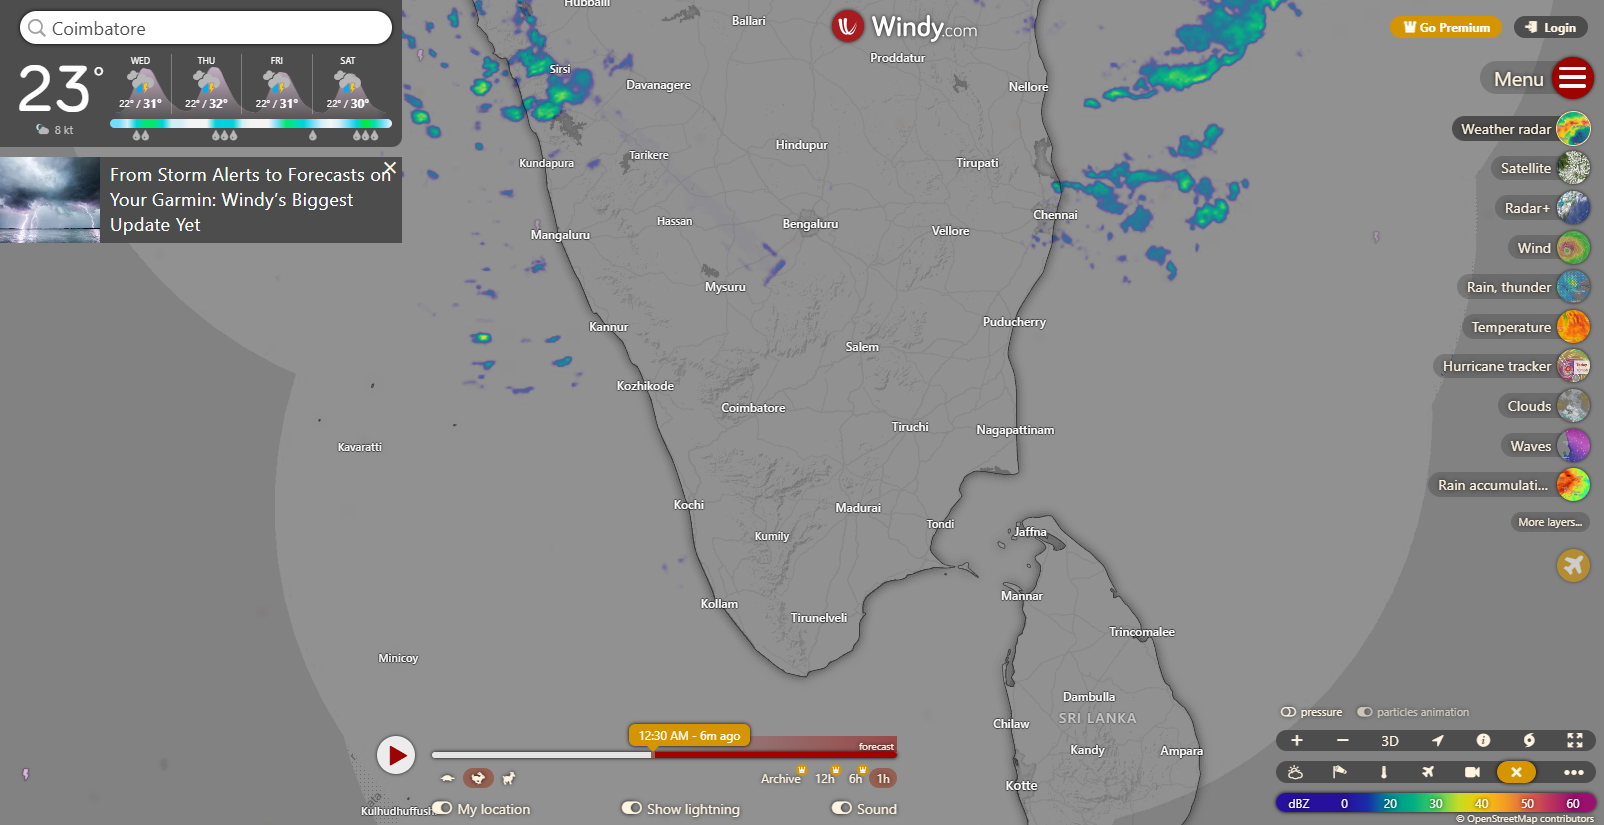 Coimbatore
23°
8 kt
WED THU FRI SAT
22° / 31° 22° / 32° 22° / 31° 22° / 30°
From Storm Alerts to Forecasts on
Your Garmin: Windy's Biggest
Update Yet
Windy.com
Go Premium
Login
Menu
Weather radar
Satellite
Radar+
Wind
Rain, thunder
Temperature
Hurricane tracker
Clouds
Waves
Rain accumulati...
More layers...
Hubballi
Ballari
Proddatur
Sirsi
Davanagere
Nellore
Hindupur
Kundapura
Tarikere
Tirupati
Chennai
Hassan
Bengaluru
Vellore
Mangaluru
Mysuru
Puducherry
Kannur
Salem
Kozhikode
Coimbatore
Tiruchi
Nagapattinam
Kavaratti
Kochi
Madurai
Tondi
Jaffna
Kumily
Mannar
Kollam
Tirunelveli
Trincomalee
Minicoy
Dambulla
Chilaw
SRI LANKA
Kandy
Ampara
Kotte
Kulhudhuffush
12:30 AM - 6m ago
forecast
Archive 12h 6h 1h
My location
Show lightning
Sound
pressure
particles animation
3D
dBZ 0 20 30 40 50 60
© OpenStreetMap contributors